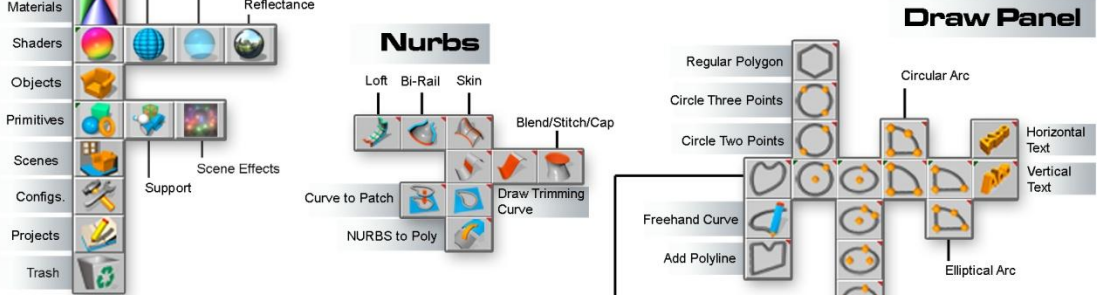 Materials
Reflectance
Shaders
Objects
Primitives
Scene Effects
Support
Scenes
Configs.
Projects
Trash
Nurbs
Loft
Bi-Rail
Skin
Blend/Stitch/Cap
Curve to Patch
Draw Trimming
Curve
NURBS to Poly
Draw Panel
Regular Polygon
Circular Arc
Circle Three Points
Circle Two Points
Horizontal
Text
Vertical
Text
Freehand Curve
Add Polyline
Elliptical Arc